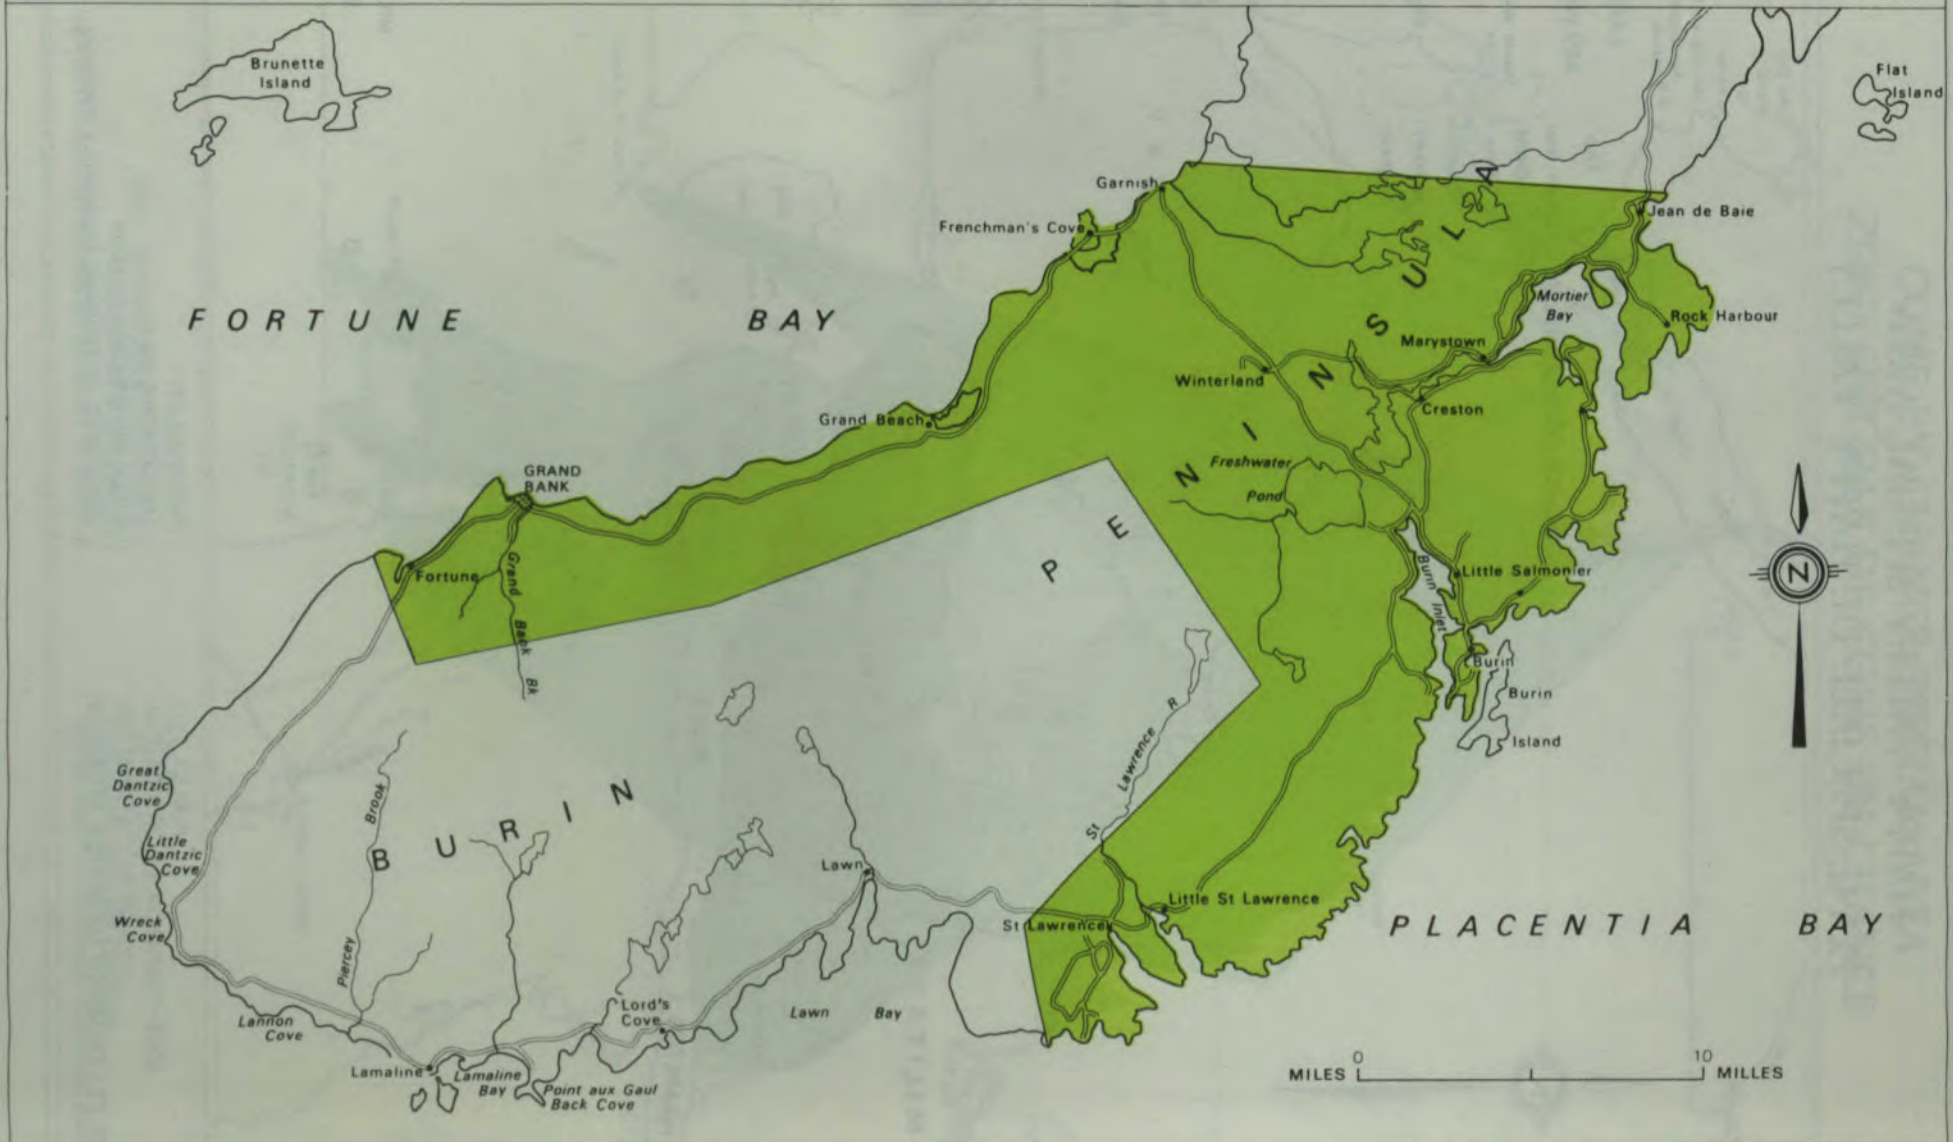 Brunette
Island
Flat
Island
Garnish
Jean de Baie
Frenchman's Cove
FORTUNE BAY
Mortier
Bay
Rock Harbour
Marystown
Winterland
Creston
Grand Beach
Freshwater
Pond
GRAND
BANK
Fortune
Grand Bank Bk
Little Salmonier
Burin Inlet
Burin
Burin
Island
BURIN PENINSULA
N
St Lawrence R
Great
Dantzic
Cove
Little
Dantzic
Cove
Wreck
Cove
Piercey Brook
Lawn
Little St Lawrence
St Lawrence
PLACENTIA BAY
Lannon
Cove
Lord's
Cove
Lawn Bay
Lamaline
Lamaline
Bay
Point aux Gaul
Back Cove
0 10
MILES MILLES